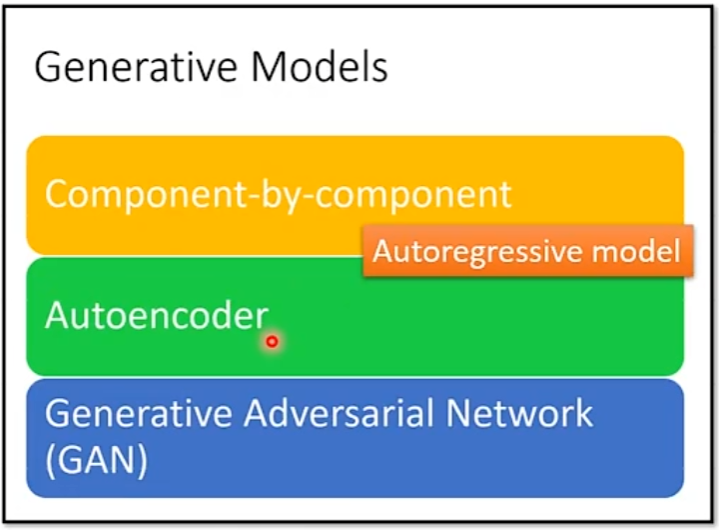 Generative Models
Component-by-component
Autoregressive model
Autoencoder
Generative Adversarial Network
(GAN)